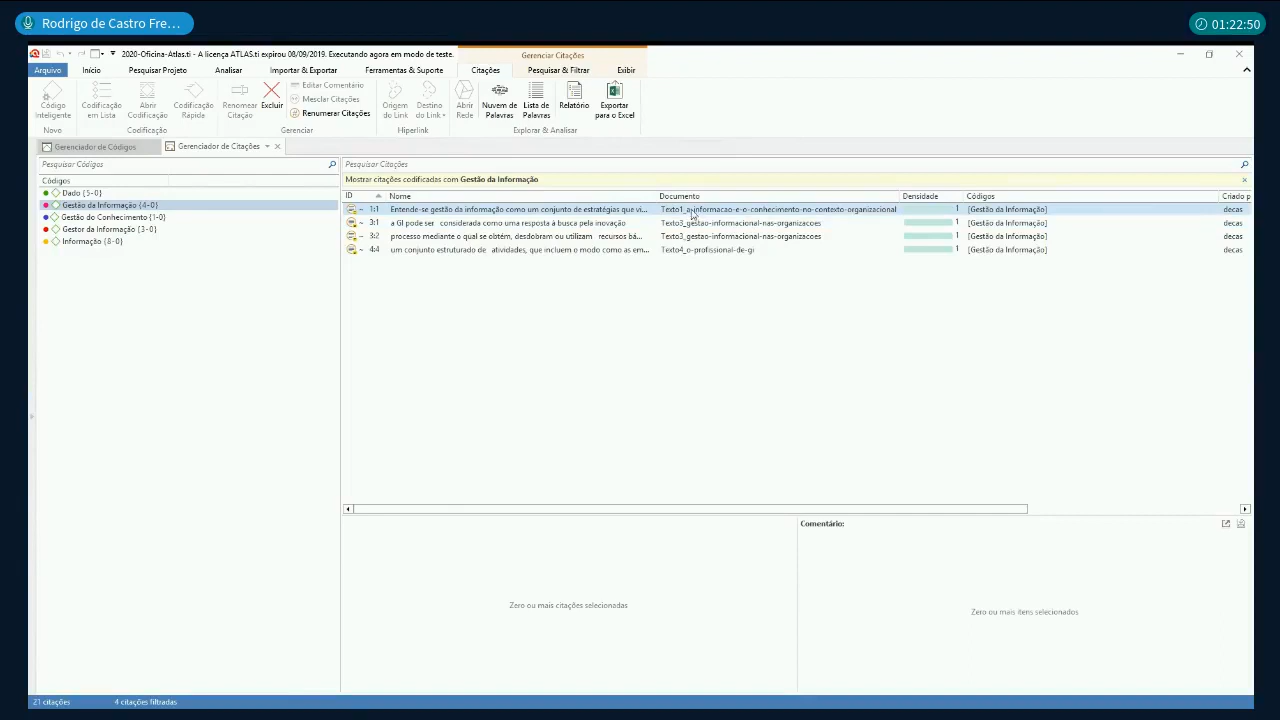 Rodrigo de Castro Fre...
01:22:50
2020-Oficina-Atlas.ti - A licença ATLAS.ti expirou 08/09/2019. Executando agora em modo de teste.
Gerenciar Citações
Arquivo Início Pesquisar Projeto Analisar Importar & Exportar Ferramentas & Suporte Citações Pesquisar & Filtrar Exibir
Código Inteligente
Codificação em Lista
Abrir Codificação
Codificação Rápida
Renomear Citação
Excluir
Editar Comentário
Mesclar Citações
Renumerar Citações
Origem do Link
Destino do Link
Abrir Rede
Nuvem de Palavras
Lista de Palavras
Relatório
Exportar para o Excel
Novo Codificação Gerenciar Hiperlink Explorar & Analisar
Gerenciador de Códigos Gerenciador de Citações
Pesquisar Códigos
Códigos
Dado {5-0}
Gestão da Informação {4-0}
Gestão do Conhecimento {1-0}
Gestor da Informação {3-0}
Informação {8-0}
Pesquisar Citações
Mostrar citações codificadas com Gestão da Informação
ID Nome Documento Densidade Códigos Criado p
1:1 Entende-se gestão da informação como um conjunto de estratégias que vi... Texto1_a-informacao-e-o-conhecimento-no-contexto-organizacional 1 [Gestão da Informação] decas
3:1 a GI pode ser considerada como uma resposta à busca pela inovação Texto3_gestao-informacional-nas-organizacoes 1 [Gestão da Informação] decas
3:2 processo mediante o qual se obtém, desdobram ou utilizam recursos bá... Texto3_gestao-informacional-nas-organizacoes 1 [Gestão da Informação] decas
4:4 um conjunto estruturado de atividades, que incluem o modo como as em... Texto4_o-profissional-de-gi 1 [Gestão da Informação] decas
Comentário:
Zero ou mais citações selecionadas
Zero ou mais itens selecionados
21 citações 4 citações filtradas